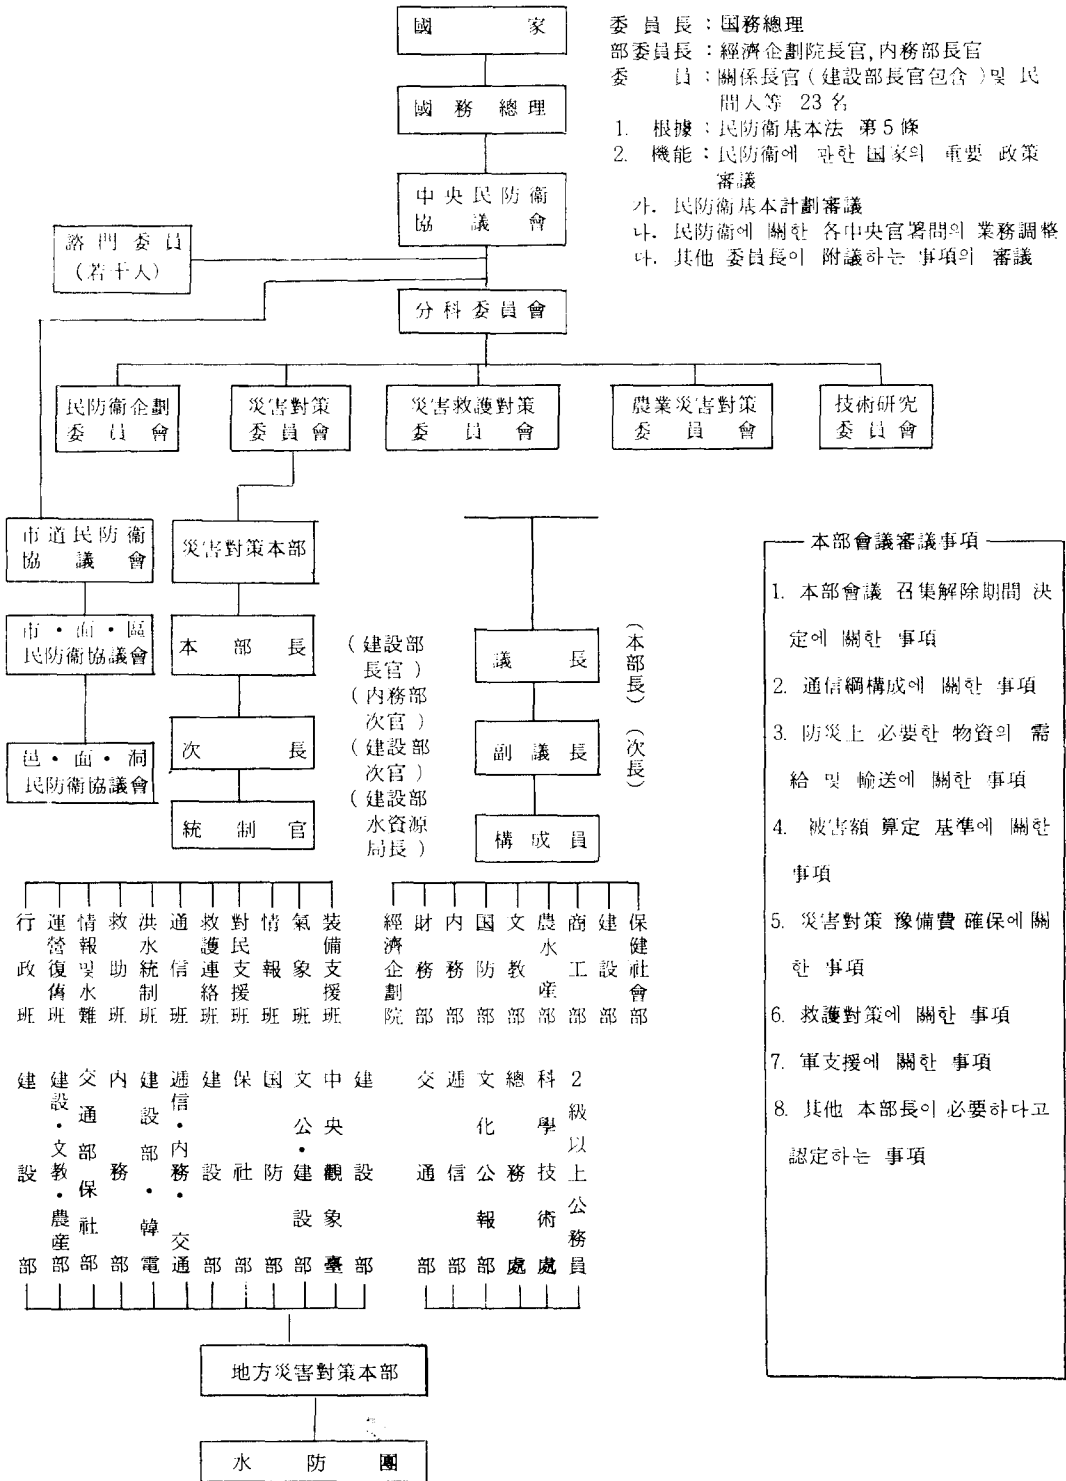 國家
委員長 : 国務總理
部委員長 : 經濟企劃院長官, 内務部長官
委員 : 關係長官 ( 建設部長官包含 ) 및 民
間人等 23 名
1. 根據 : 民防衛基本法 第5條
2. 機能 : 民防衛에 관한 国家의 重要 政策
審議
가. 民防衛基本計劃審議
나. 民防衛에 關한 各中央官署間의 業務調整
다. 其他 委員長이 附議하는 事項의 審議
國務總理
中央民防衛
協議會
諮問委員
(若干人)
分科委員會
民防衛企劃
委員會
災害對策
委員會
災害救護對策
委員會
農業災害對策
委員會
技術研究
委員會
市道民防衛
協議會
市・面・區
民防衛協議會
邑・面・洞
民防衛協議會
災害對策本部
本部長
次長
統制官
( 建設部
長官 )
( 内務部
次官 )
( 建設部
次官 )
( 建設部
水資源
局長 )
議長
(本部長)
副議長
(次長)
構成員
本部會議審議事項
1. 本部會議 召集解除期間 決
定에 關한 事項
2. 通信綱構成에 關한 事項
3. 防災上 必要한 物資의 需
給 및 輸送에 關한 事項
4. 被害額 算定 基準에 關한
事項
5. 災害對策 豫備費 確保에 關
한 事項
6. 救護對策에 關한 事項
7. 軍支援에 關한 事項
8. 其他 本部長이 必要하다고
認定하는 事項
行政班
運營復舊班
情報및水難
救助班
洪水統制班
通信班
救護連絡班
對民支援班
情報班
氣象班
装備支援班
經濟企劃院
財務部
内務部
国防部
文教部
農水産部
商工部
建設部
保健社會部
建設部
建設・文教・農産部
交通部保社部
内務部
建設部・韓電
遞信・内務・交通
建設部
保社部
国防部
文公・建設部
中央觀象臺
建設部
交通部
遞信部
文化公報部
總務處
科學技術處
2級以上公務員
地方災害對策本部
水防團